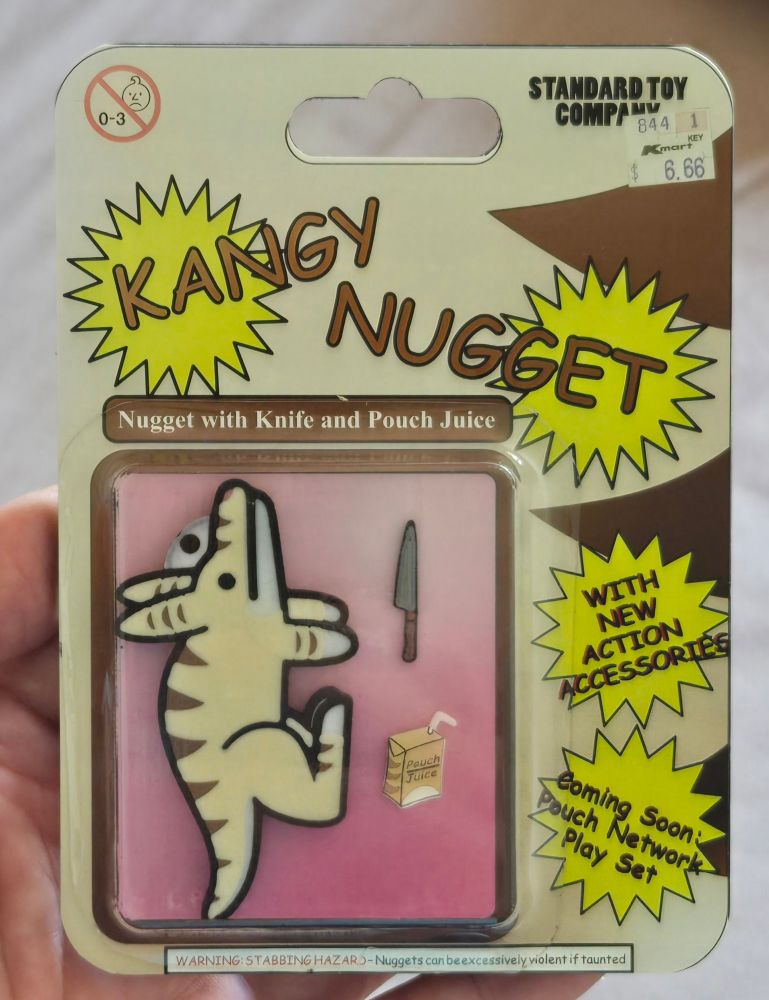 0-3
STANDARD TOY
COMPANY
844 1
KEY
Kmart
$ 6.66
KANGY
NUGGET
Nugget with Knife and Pouch Juice
WITH
NEW
ACTION
ACCESSORIES
Pouch
Juice
Coming Soon:
Pouch Network
Play Set
WARNING: STABBING HAZARD - Nuggets can be excessively violent if taunted